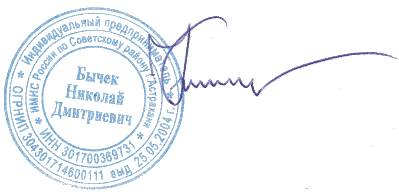 Индивидуальный предприниматель
ИМНС России по Советскому району г. Астрахани
Бычек
Николай
Дмитриевич
ИНН 301700369731
ОГРНИП 304301714600111 выд. 25.05.2004 г.